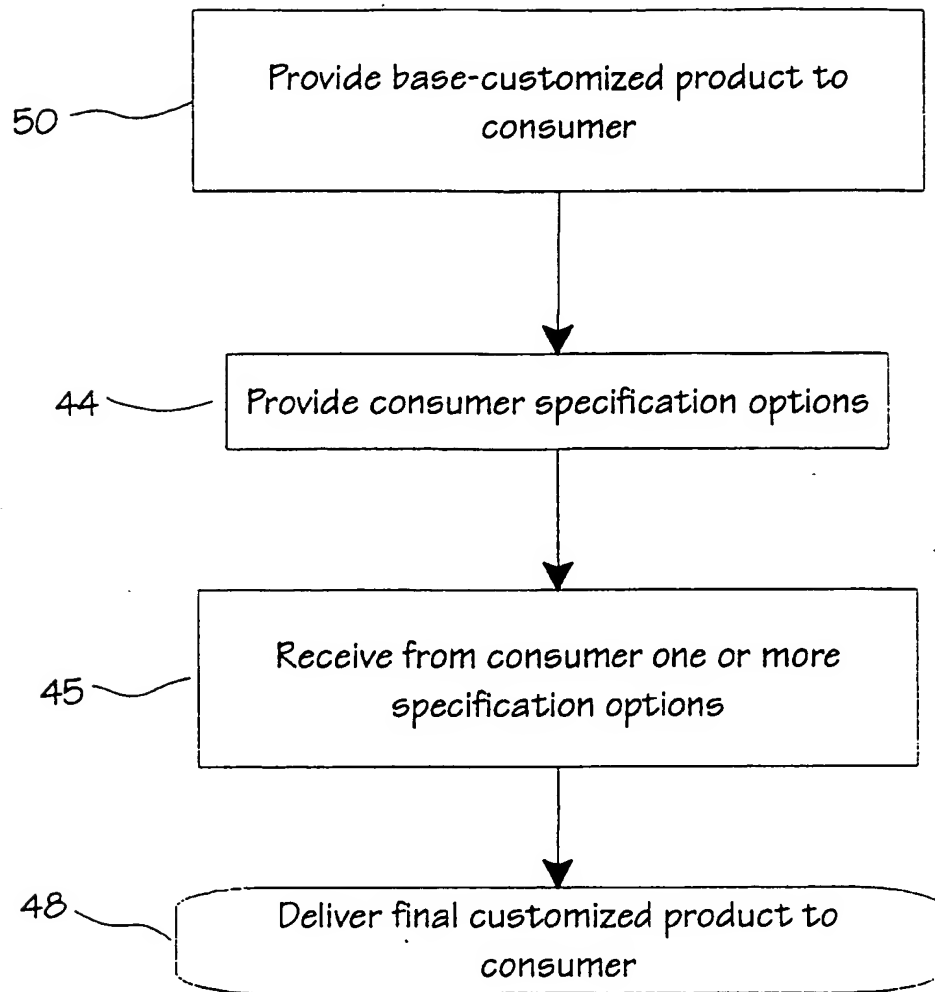 Provide base-customized product to
consumer
50
Provide consumer specification options
44
Receive from consumer one or more
specification options
45
Deliver final customized product to
consumer
48